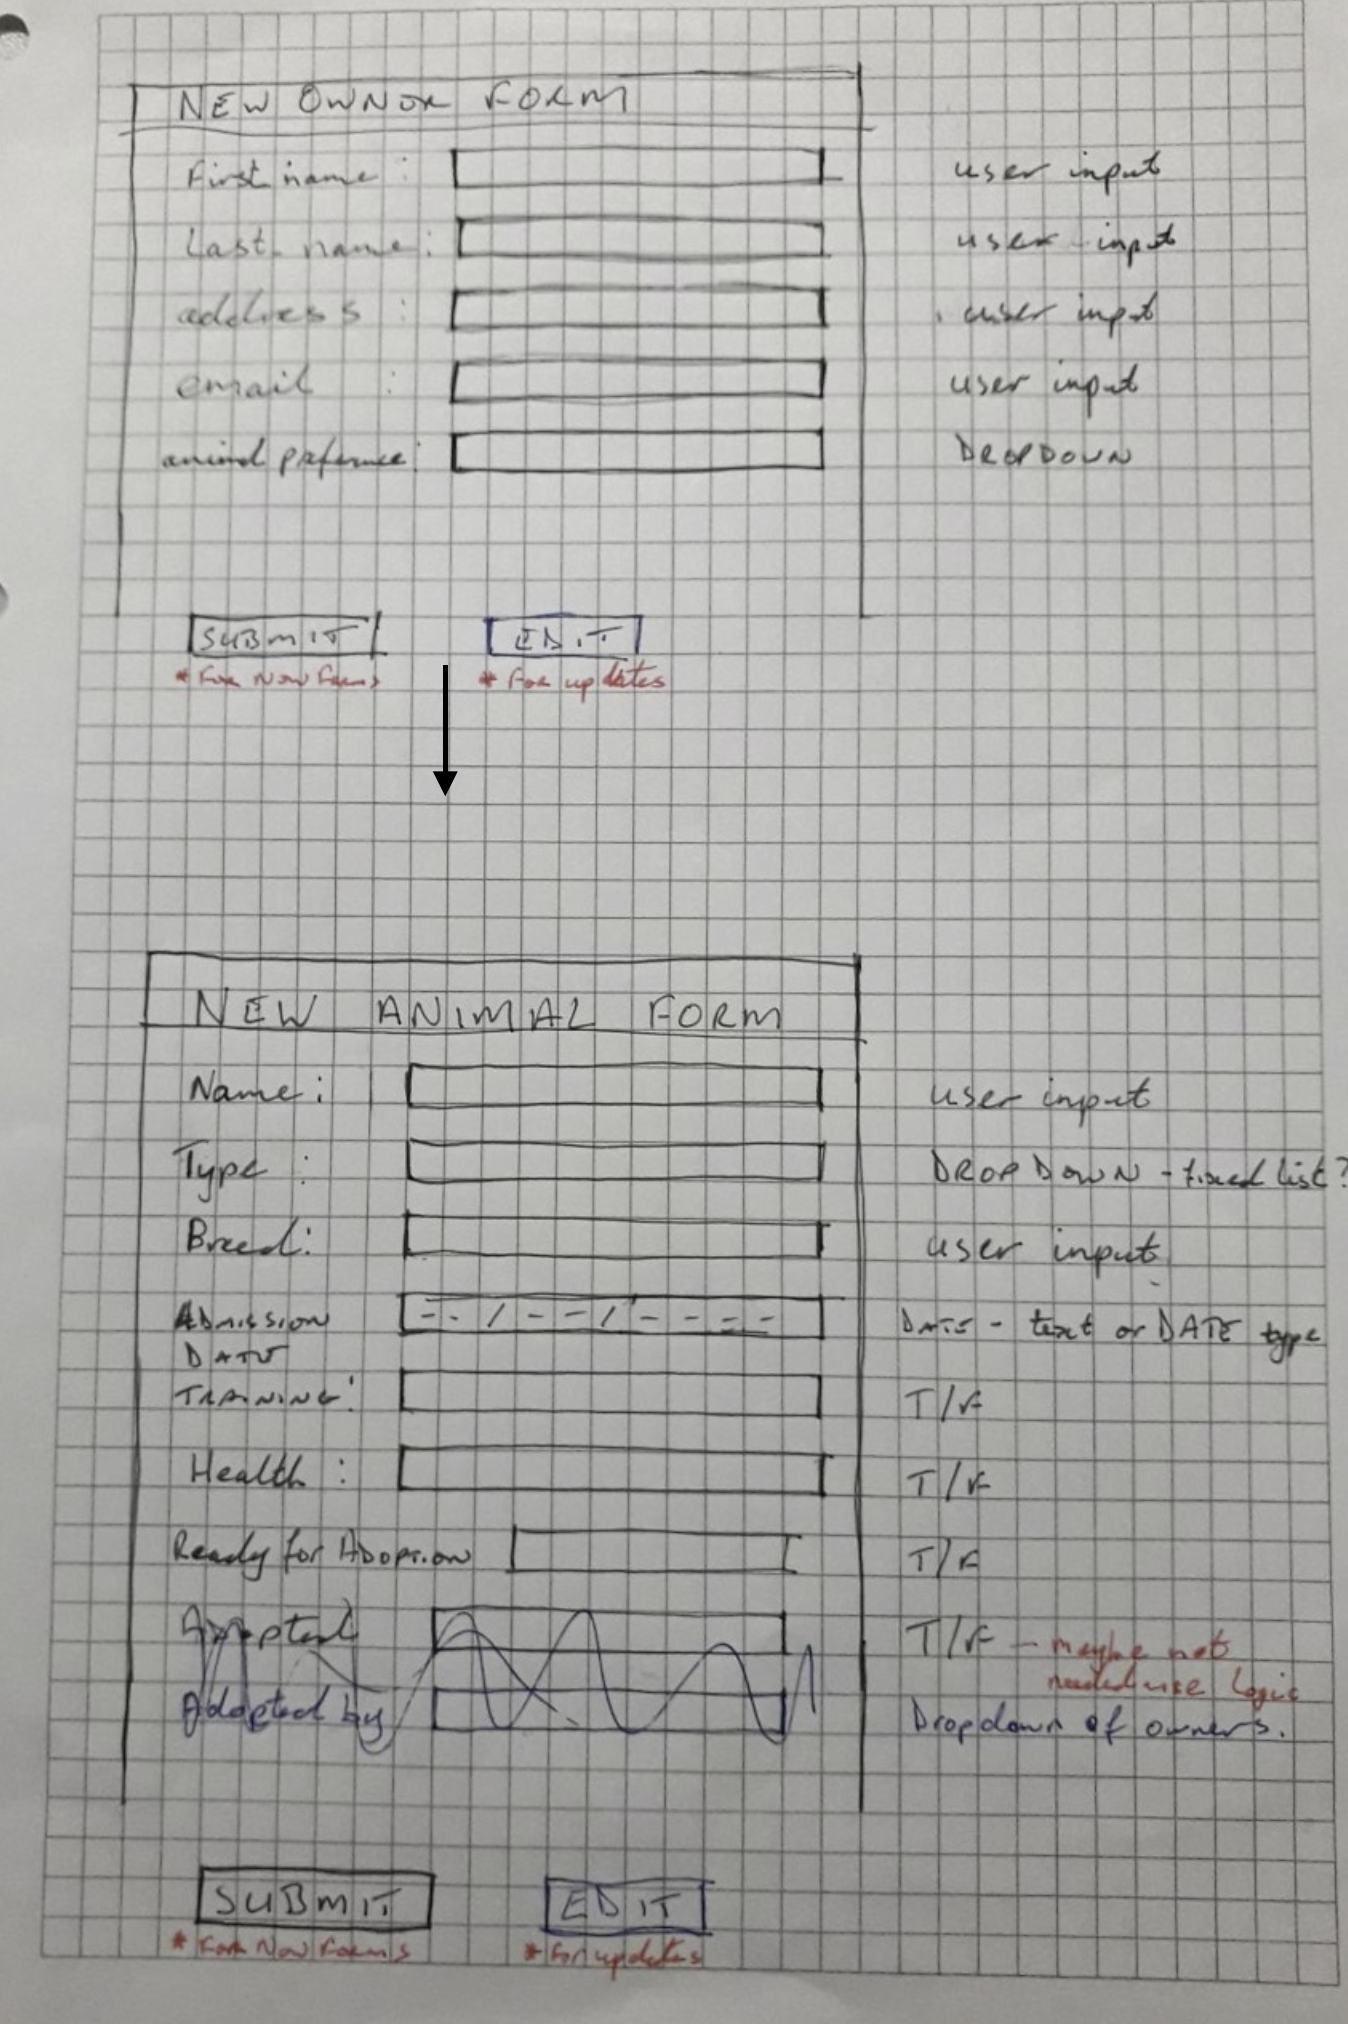 NEW OWNER FORM
First name : user input
Last name : user input
address : user input
email : user input
animal preference: DROPDOWN
SUBMIT EDIT
* For New Forms * For updates
NEW ANIMAL FORM
Name : user input
Type : DROP DOWN - fixed list?
Breed: user input
ADMISSION DATE --/--/---- DATE - text or DATE type
TRAINING: T/F
Health : T/F
Ready for ADOPTION T/F
Adopted T/F - maybe not
needed use logic
Adopted by Dropdown of owners.
SUBMIT EDIT
* For New Forms * For updates